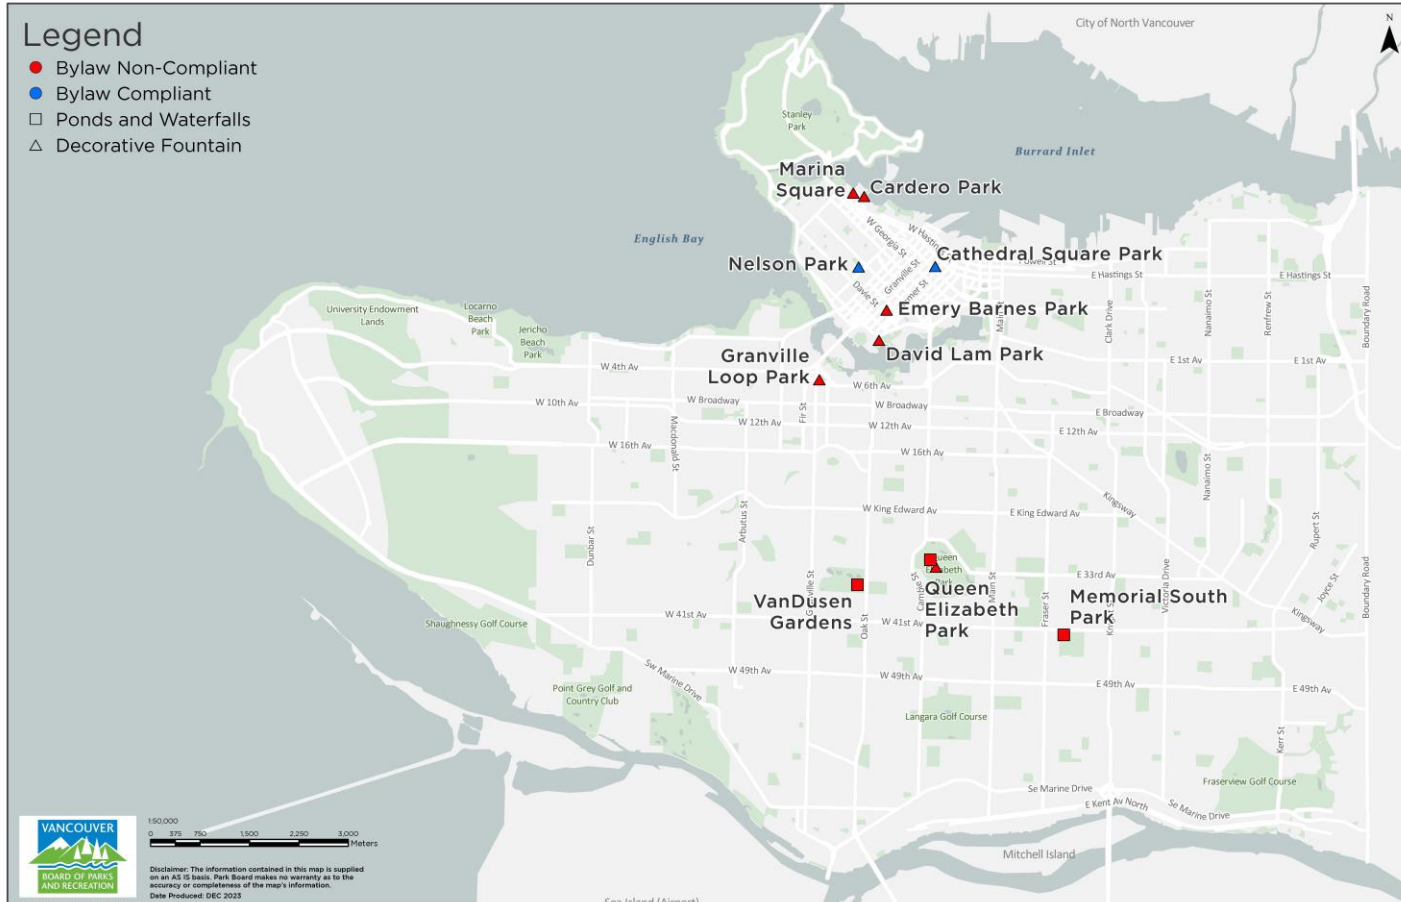 Legend
Bylaw Non-Compliant
Bylaw Compliant
Ponds and Waterfalls
Decorative Fountain
N
City of North Vancouver
Stanley
Park
Burrard Inlet
Marina
Square
Cardero Park
English Bay
W Georgia St
Nelson Park
Cathedral Square Park
Powell St
Granville St
Davie St
E Hastings St
E Hastings St
Emery Barnes Park
Main St
Clark Drive
Nanaimo St
Renfrew St
Boundary Road
University Endowment
Lands
Locarno
Beach
Park
Jericho
Beach
Park
David Lam Park
Granville
Loop Park
W 4th Av
E 1st Av
E 1st Av
W 6th Av
W 10th Av
W Broadway
W Broadway
E Broadway
Macdonald St
Fir St
W 12th Av
E 12th Av
W 16th Av
W 16th Av
Nanaimo St
Kingsway
Arbutus St
W King Edward Av
E King Edward Av
Dunbar St
Rupert St
Queen
Elizabeth
Park
E 33rd Av
Joyce St
Boundary Road
VanDusen
Gardens
Granville St
Oak St
Cambie St
Queen
Elizabeth
Park
Main St
Fraser St
Memorial South
Park
Knight St
Victoria Drive
Kingsway
Shaughnessy Golf Course
W 41st Av
W 41st Av
Sw Marine Drive
W 49th Av
W 49th Av
E 49th Av
E 49th Av
Point Grey Golf and
Country Club
Langara Golf Course
Kerr St
Fraserview Golf Course
Se Marine Drive
E Kent Av North
Se Marine Drive
Mitchell Island
VANCOUVER
BOARD OF PARKS
AND RECREATION
1:50,000
0 375 750 1,500 2,250 3,000
Meters
Disclaimer: The information contained in this map is supplied
on an AS IS basis. Park Board makes no warranty as to the
accuracy or completeness of the map's information.
Date Produced: DEC 2023